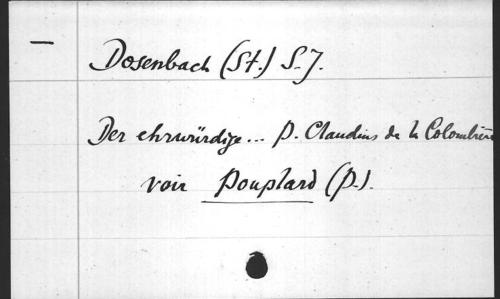 —
Dosenbach (St.) S.J.
Der ehrwürdige... P. Claudius de la Colombière
voir Pouplard (P.).